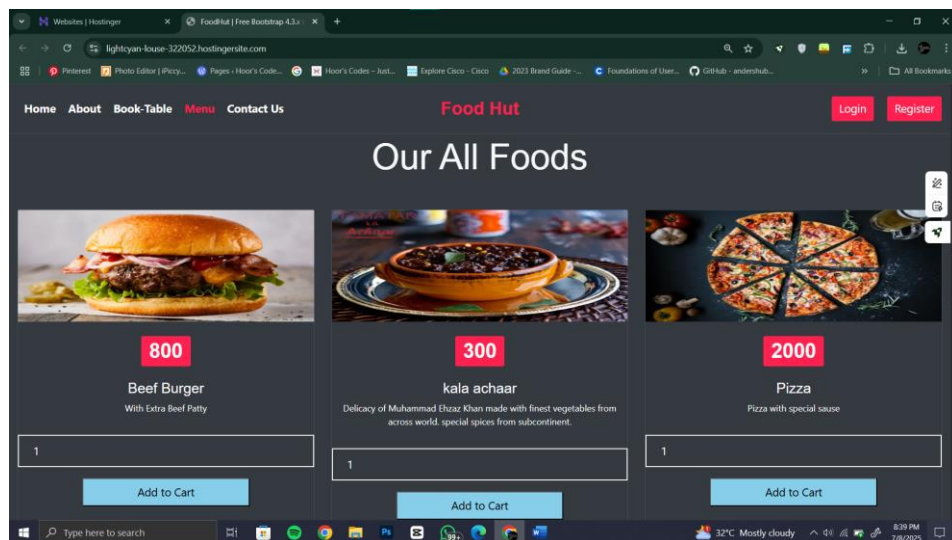 Websites | Hostinger
FoodHut | Free Bootstrap 4.3.x
lightcyan-louse-322052.hostingersite.com
Pinterest
Photo Editor | iPiccy...
Pages ‹ Hoor's Code...
Hoor's Codes – Just...
Explore Cisco - Cisco
2023 Brand Guide -...
Foundations of User...
GitHub - andershub...
»
All Bookmarks
Home About Book-Table Menu Contact Us
Food Hut
Login
Register
Our All Foods
800
Beef Burger
With Extra Beef Patty
1
Add to Cart
300
kala achaar
Delicacy of Muhammad Ehzaz Khan made with finest vegetables from
across world. special spices from subcontinent.
1
Add to Cart
2000
Pizza
Pizza with special sause
1
Add to Cart
Type here to search
Ps
99+
32°C Mostly cloudy
8:39 PM
7/8/2025